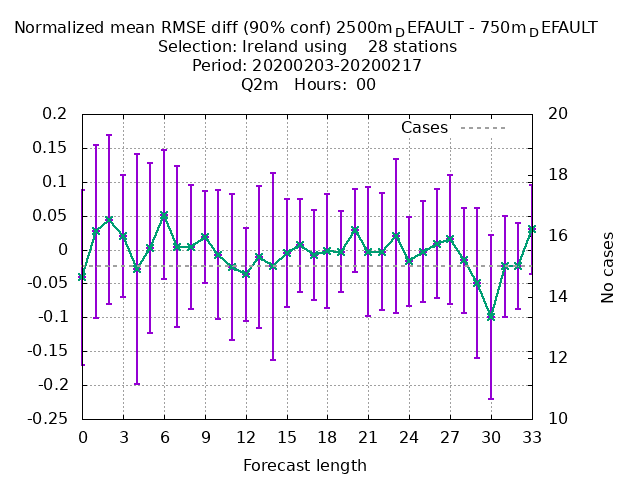 Normalized mean RMSE diff (90% conf) 2500m_DEFAULT - 750m_DEFAULT
Selection: Ireland using 28 stations
Period: 20200203-20200217
Q2m Hours: 00
Cases
0.2
0.15
0.1
0.05
0
-0.05
-0.1
-0.15
-0.2
-0.25
20
18
16
14
12
10
No cases
0 3 6 9 12 15 18 21 24 27 30 33
Forecast length